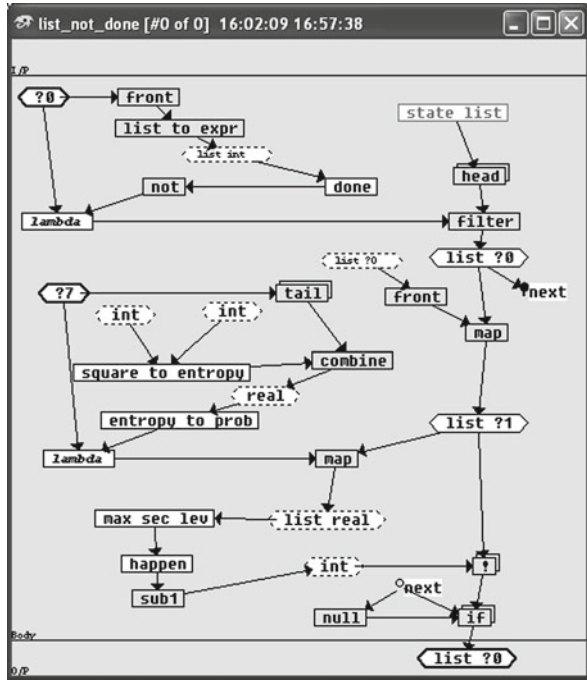 list_not_done [#0 of 0] 16:02:09 16:57:38
I/P
?0 front
state list
list to expr
list int
head
not done
lambda filter
list ?0
list ?0
?7 tail front next
int int
map
combine
square to entropy
real
entropy to prob
list ?1
lambda map
max sec lev list real
happen int !
sub1 next
null if
Body
list ?0
O/P